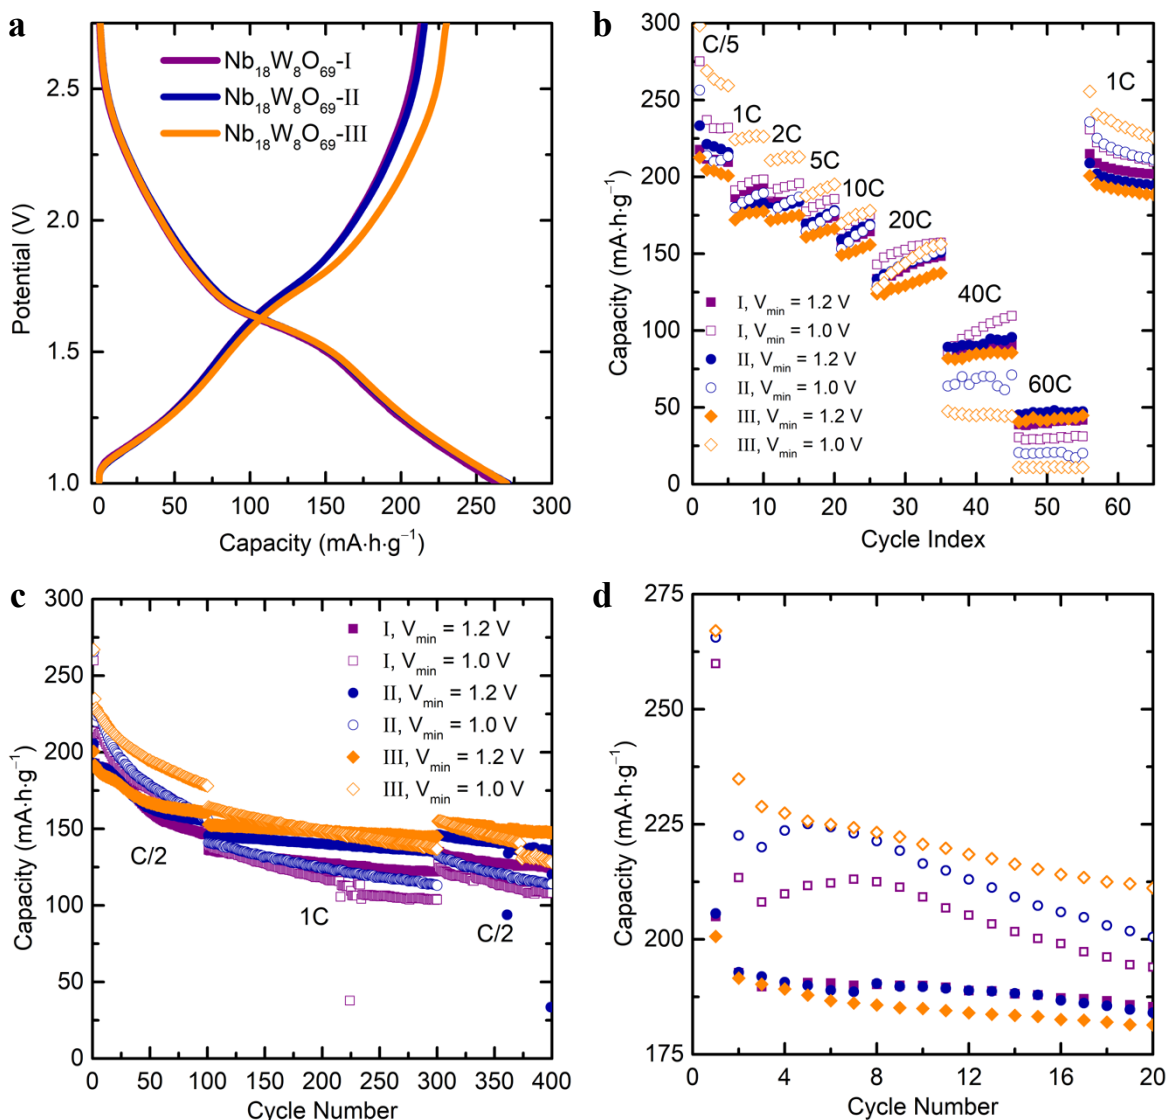 a
Nb₁₈W₈O₆₉-I
Nb₁₈W₈O₆₉-II
Nb₁₈W₈O₆₉-III
2.5
2.0
1.5
1.0
Potential (V)
0 50 100 150 200 250 300
Capacity (mA·h·g⁻¹)
b
300
250
200
150
100
50
0
Capacity (mA·h·g⁻¹)
C/5
1C
2C
5C
10C
20C
40C
60C
1C
I, Vmin = 1.2 V
I, Vmin = 1.0 V
II, Vmin = 1.2 V
II, Vmin = 1.0 V
III, Vmin = 1.2 V
III, Vmin = 1.0 V
0 10 20 30 40 50 60
Cycle Index
c
300
250
200
150
100
50
0
Capacity (mA·h·g⁻¹)
I, Vmin = 1.2 V
I, Vmin = 1.0 V
II, Vmin = 1.2 V
II, Vmin = 1.0 V
III, Vmin = 1.2 V
III, Vmin = 1.0 V
C/2
1C
C/2
0 50 100 150 200 250 300 350 400
Cycle Number
d
275
250
225
200
175
Capacity (mA·h·g⁻¹)
0 4 8 12 16 20
Cycle Number